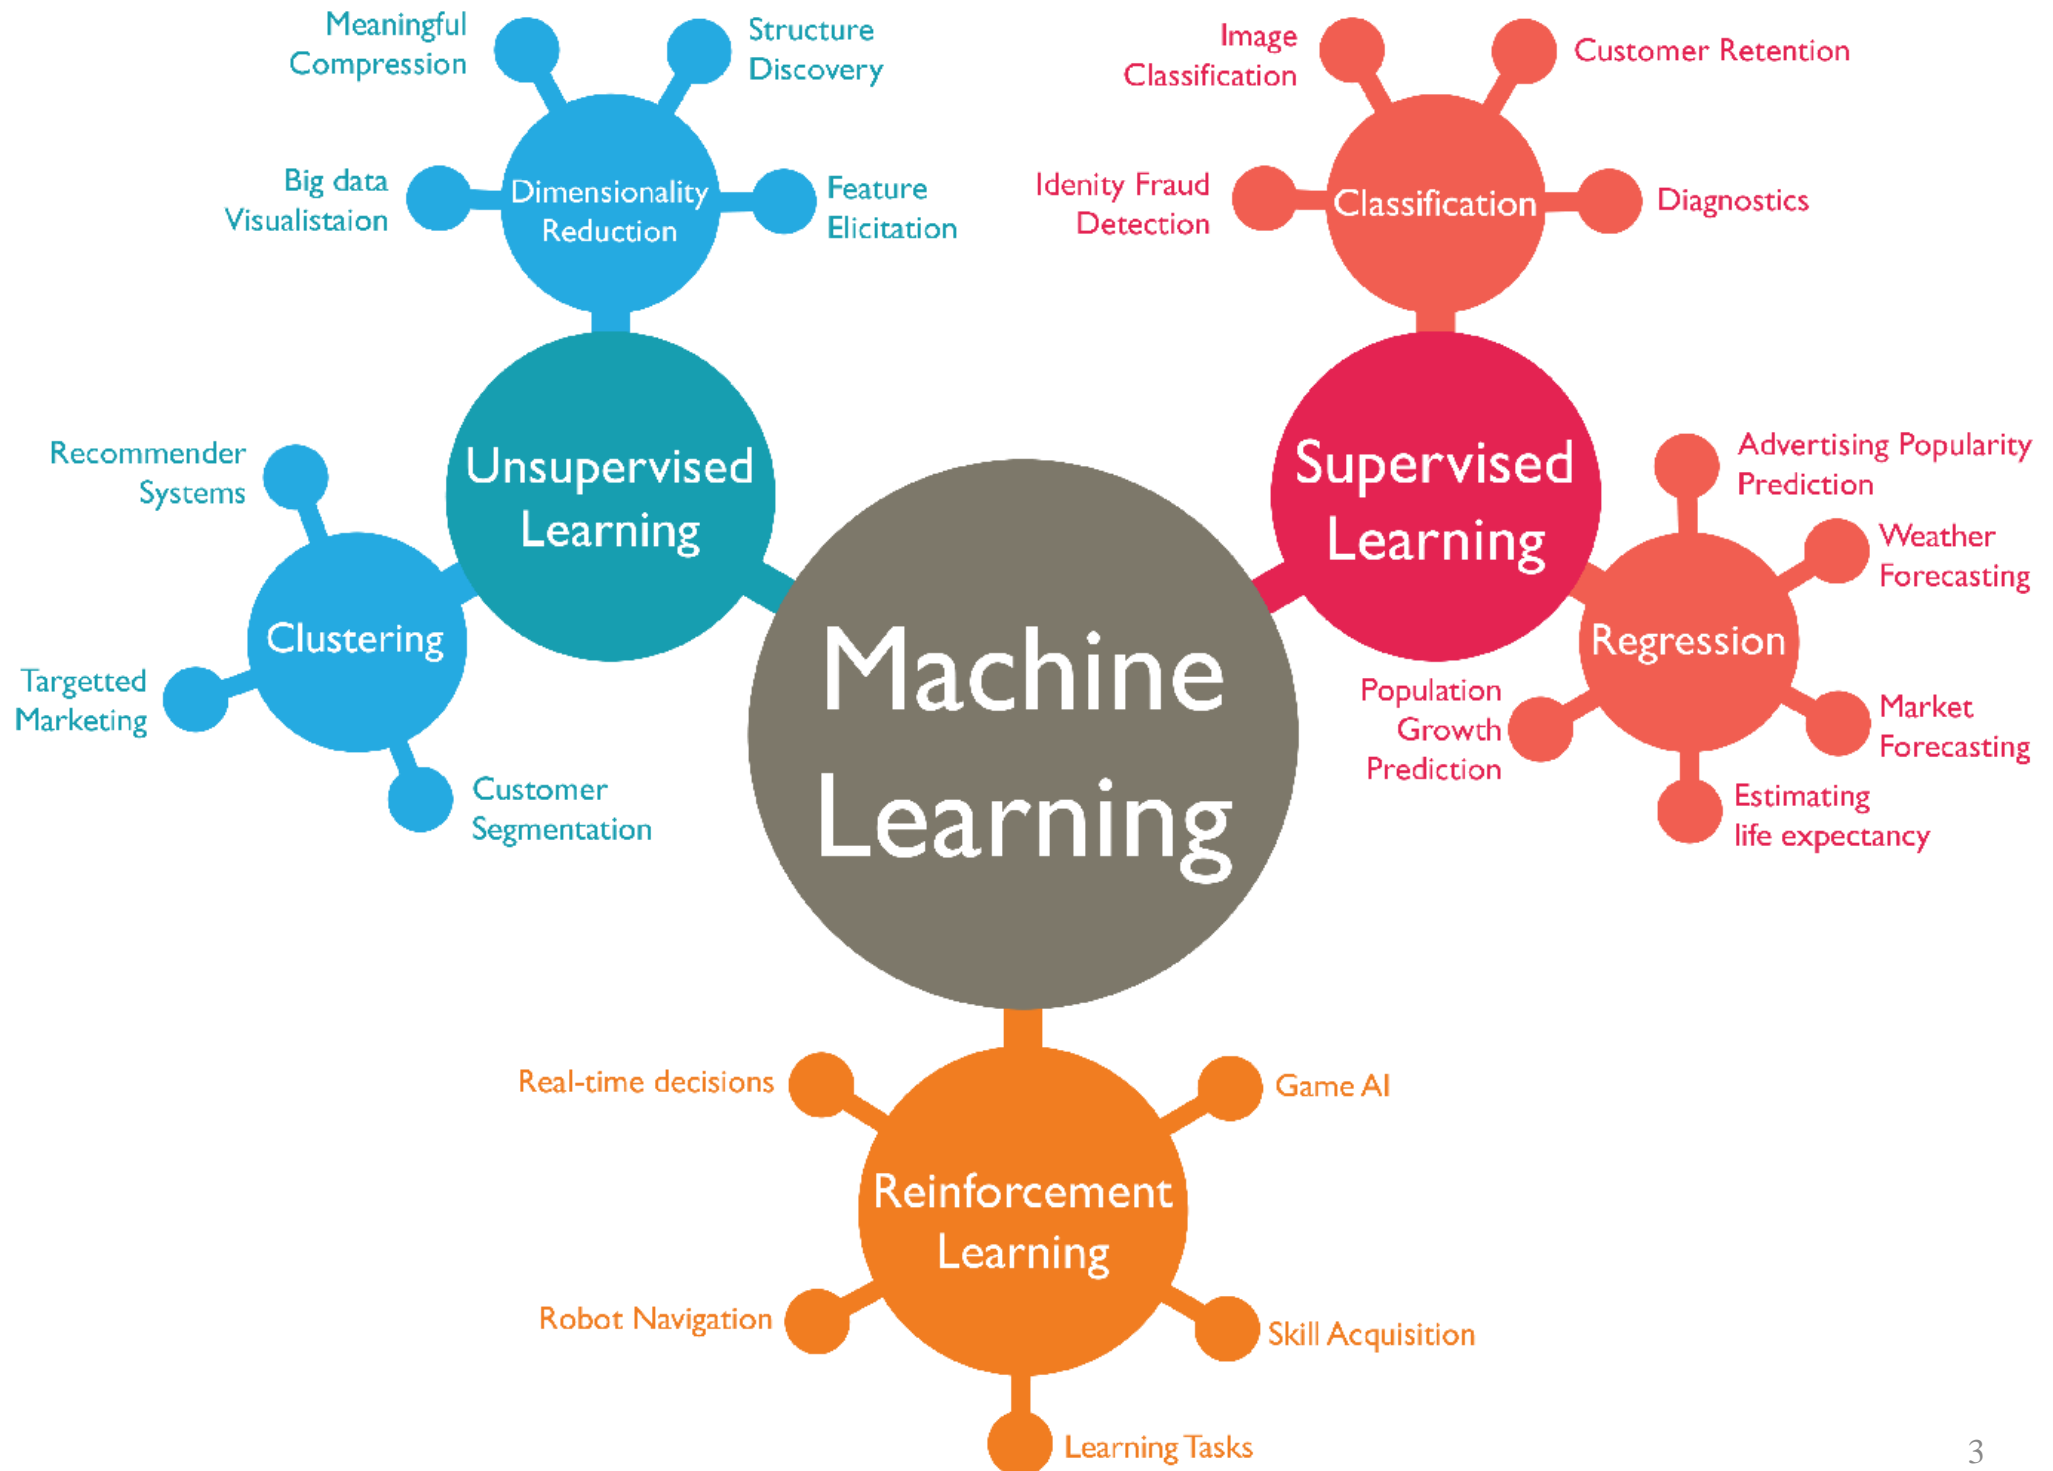 Meaningful
Compression
Structure
Discovery
Big data
Visualistaion
Dimensionality
Reduction
Feature
Elicitation
Image
Classification
Customer Retention
Idenity Fraud
Detection
Classification
Diagnostics
Unsupervised
Learning
Recommender
Systems
Clustering
Targetted
Marketing
Customer
Segmentation
Machine
Learning
Supervised
Learning
Advertising Popularity
Prediction
Weather
Forecasting
Regression
Population
Growth
Prediction
Market
Forecasting
Estimating
life expectancy
Real-time decisions
Game AI
Reinforcement
Learning
Robot Navigation
Skill Acquisition
Learning Tasks
3